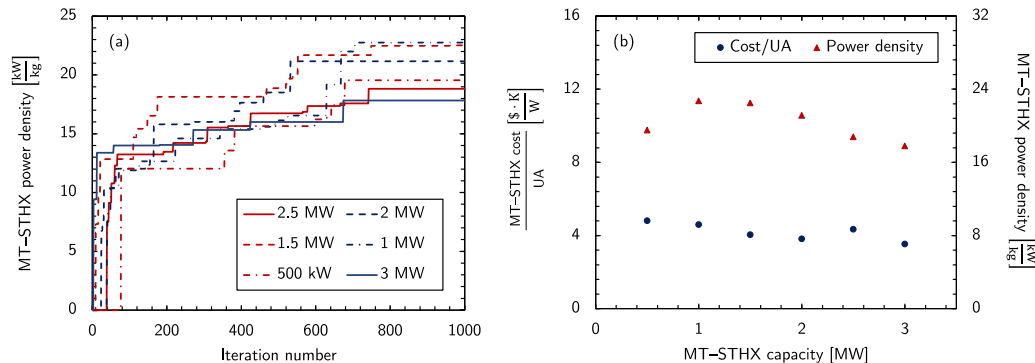 (a)
MT–STHX power density [kW/kg]
25
20
15
10
5
0
2.5 MW
2 MW
1.5 MW
1 MW
500 kW
3 MW
0 200 400 600 800 1000
Iteration number
(b)
Cost/UA
Power density
MT–STHX cost/UA [$ · K/W]
16
12
8
4
0
32
24
16
8
0
MT–STHX power density [kW/kg]
0 1 2 3
MT–STHX capacity [MW]